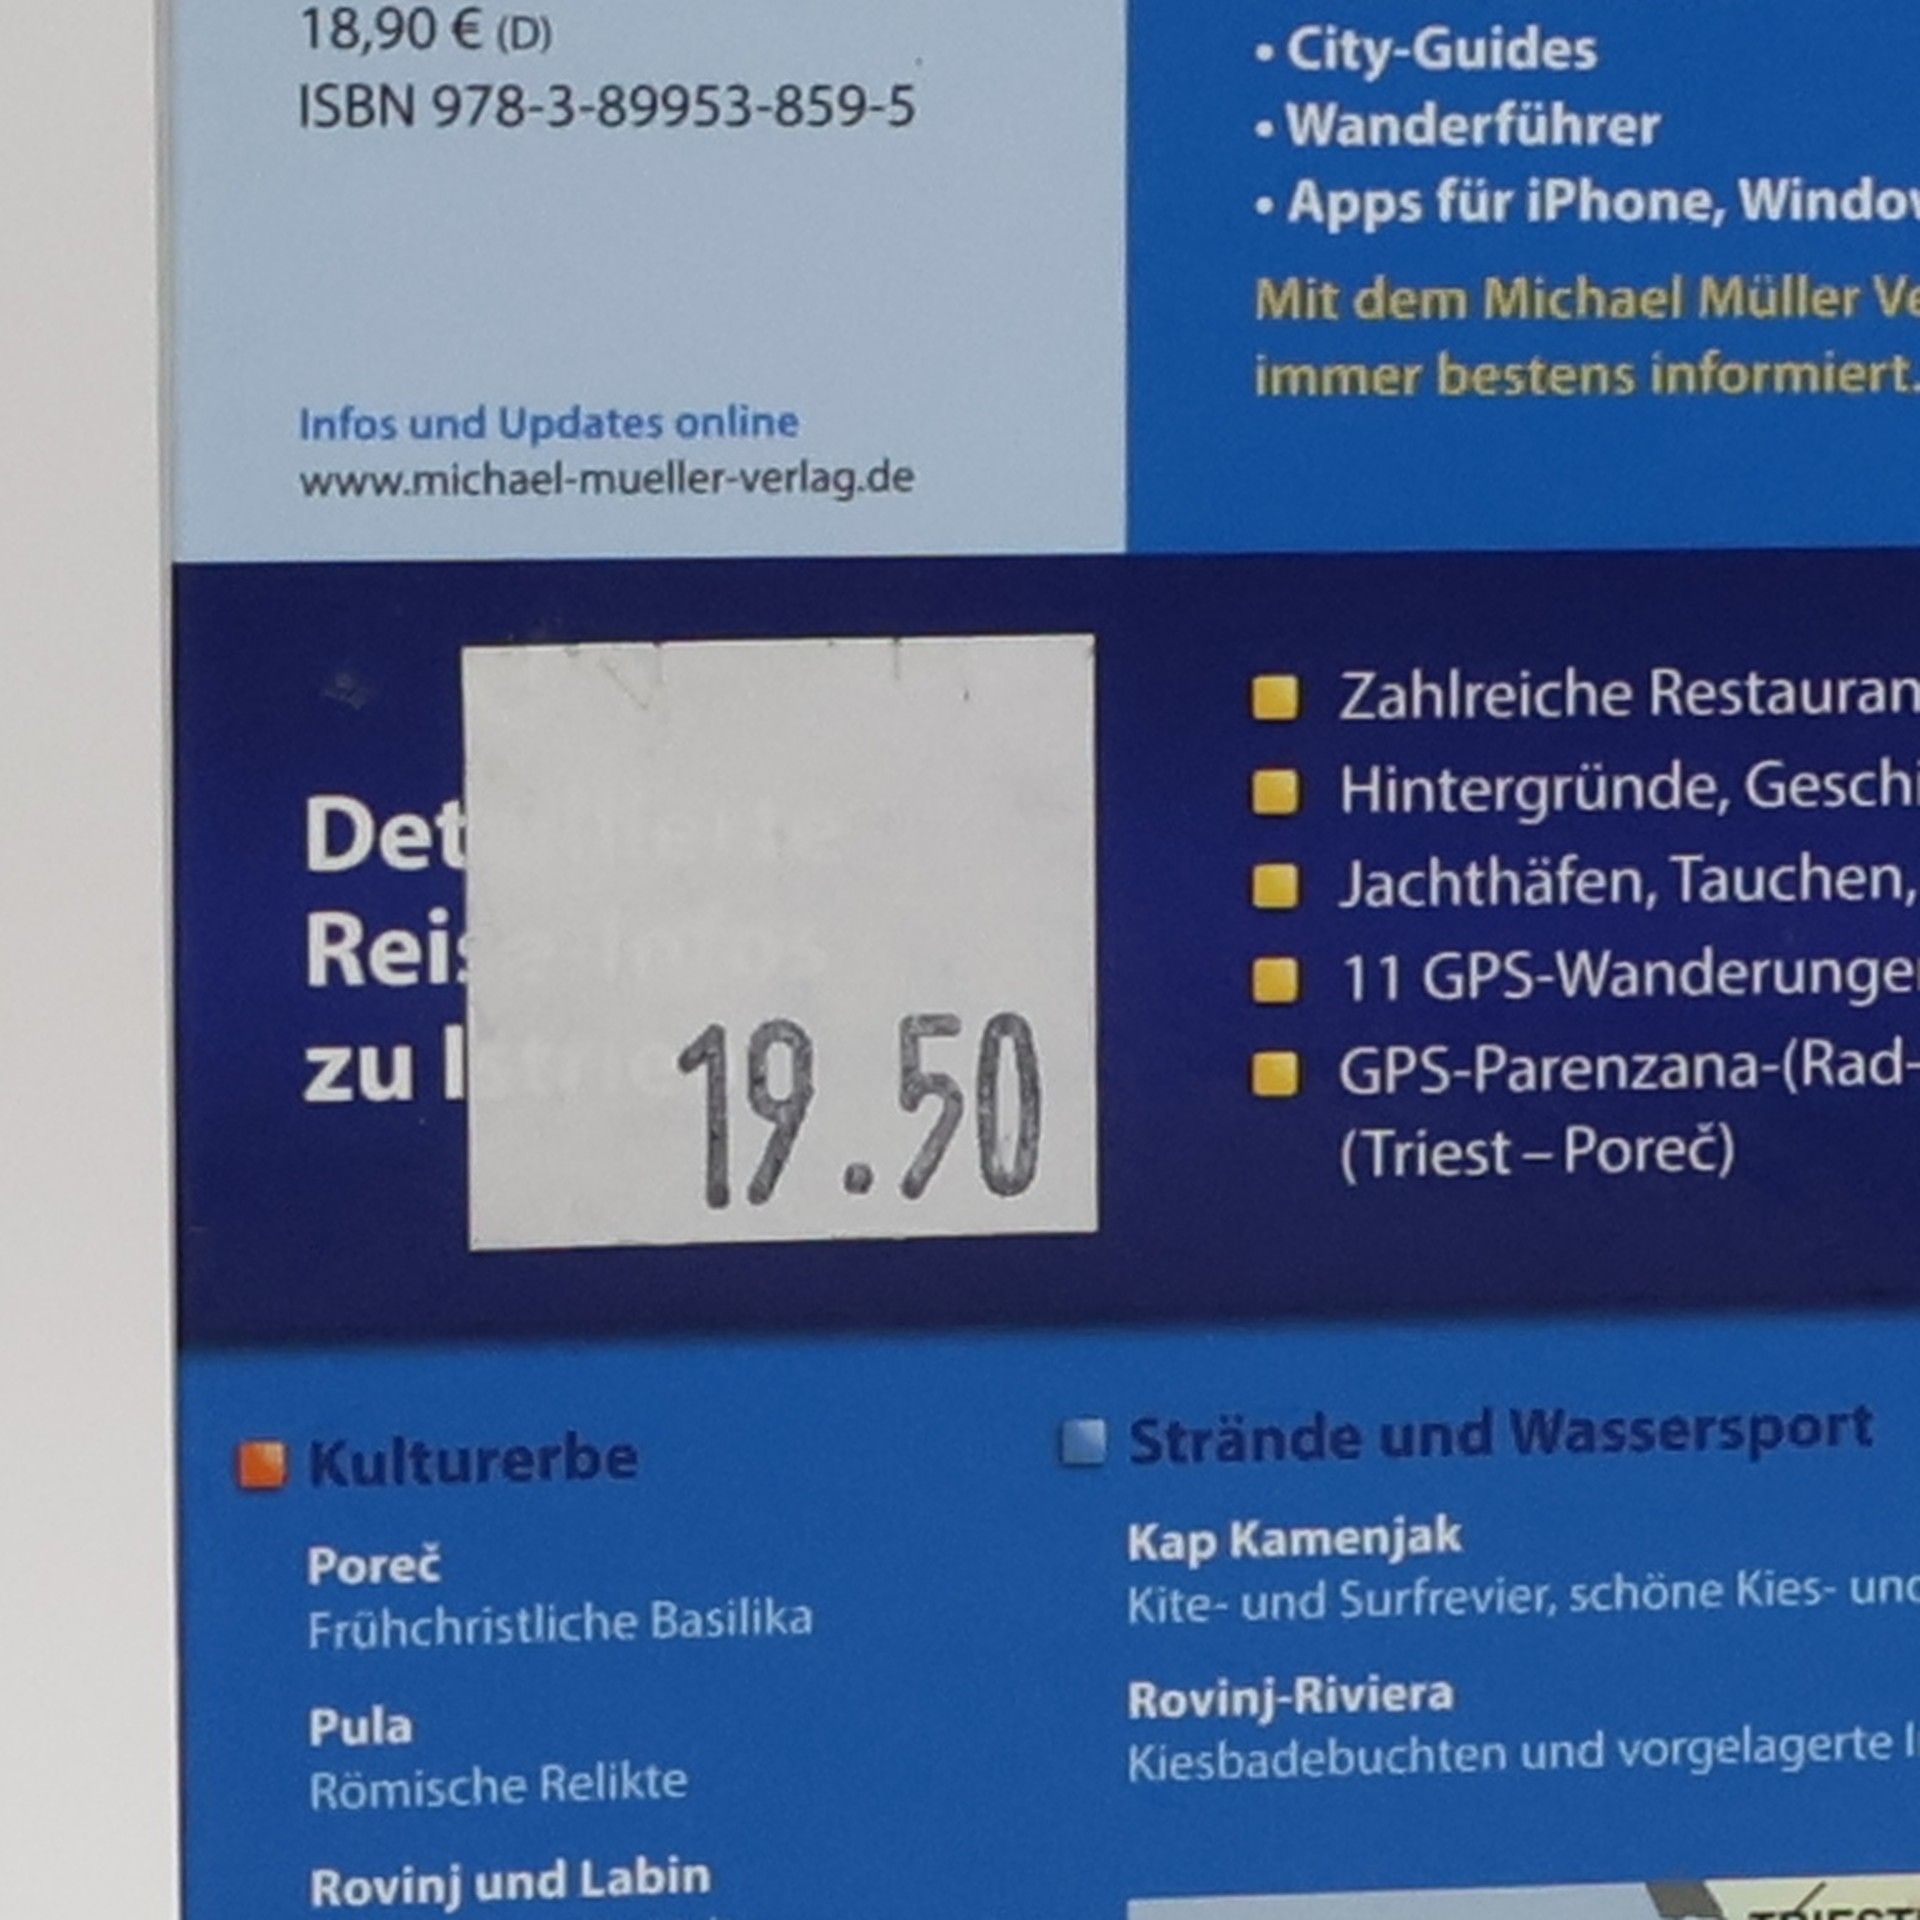 18,90 € (D)
ISBN 978-3-89953-859-5
Infos und Updates online
www.michael-mueller-verlag.de
• City-Guides
• Wanderführer
• Apps für iPhone, Window
Mit dem Michael Müller Ve
immer bestens informiert.
Det
Reis
zu I
19.50
Zahlreiche Restauran
Hintergründe, Geschi
Jachthäfen, Tauchen,
11 GPS-Wanderungen
GPS-Parenzana-(Rad-
(Triest – Poreč)
Kulturerbe
Poreč
Frühchristliche Basilika
Pula
Römische Relikte
Rovinj und Labin
Strände und Wassersport
Kap Kamenjak
Kite- und Surfrevier, schöne Kies- und
Rovinj-Riviera
Kiesbadebuchten und vorgelagerte I